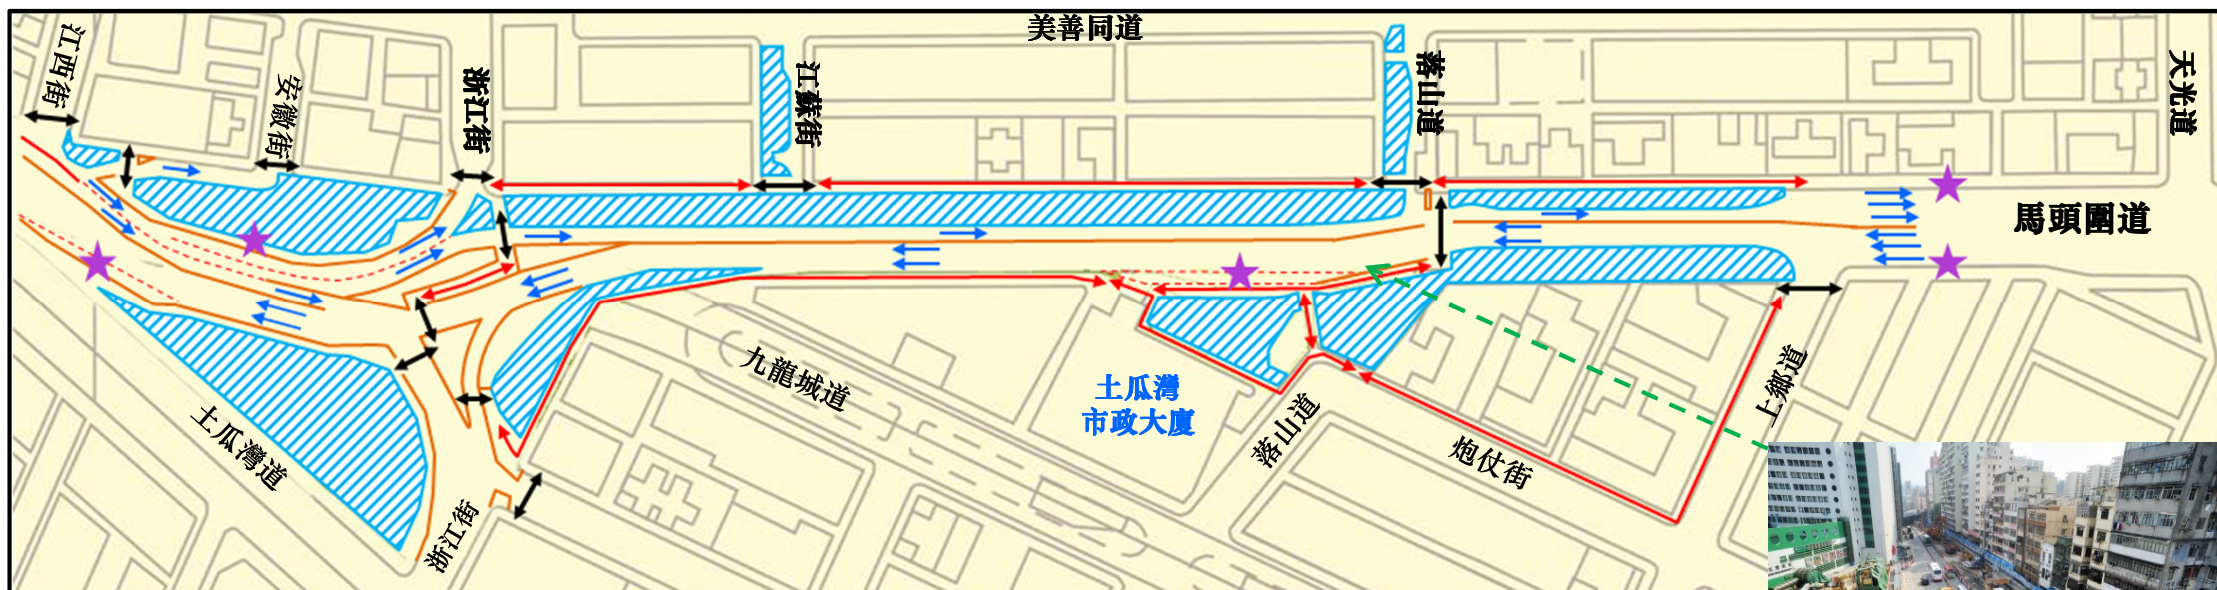 美善同道
江西街
安徽街
浙江街
江蘇街
落山道
天光道
馬頭圍道
九龍城道
土瓜灣
市政大廈
土瓜灣道
浙江街
落山道
炮仗街
上鄉道